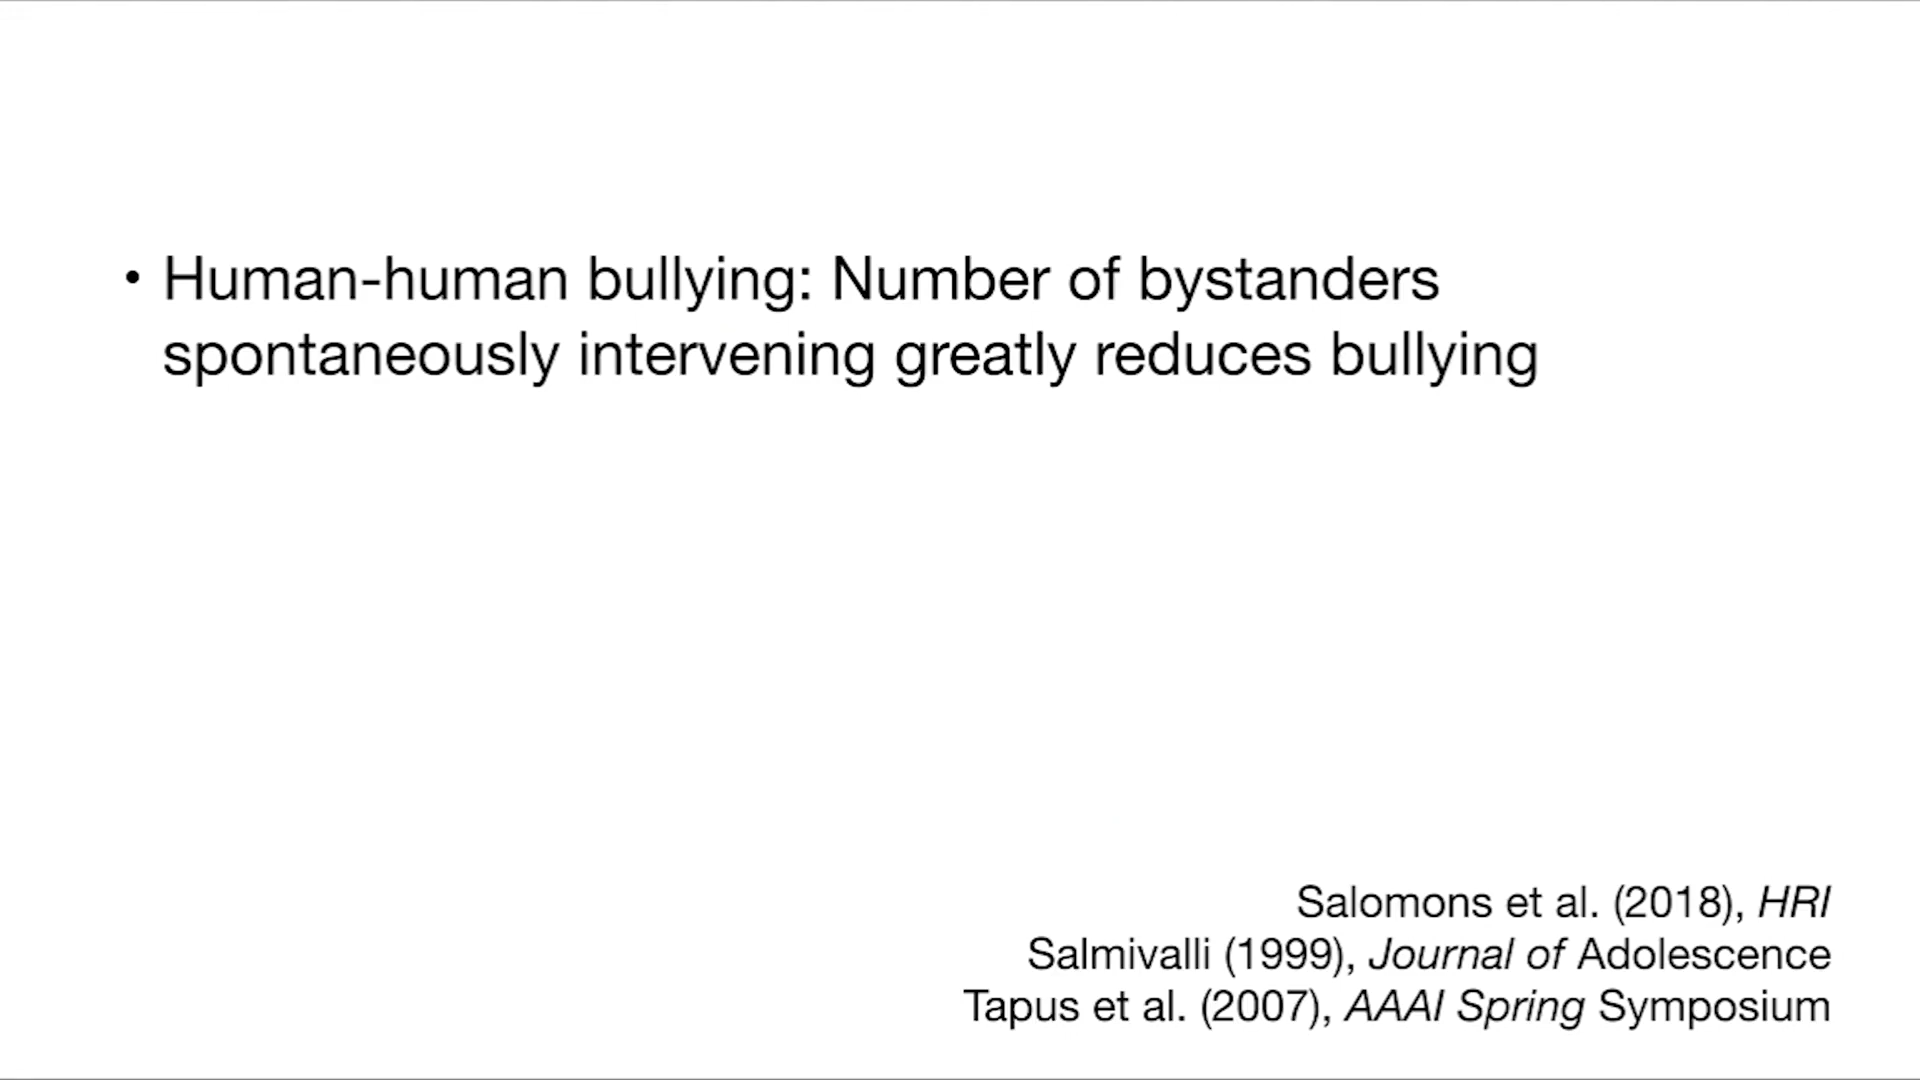 • Human-human bullying: Number of bystanders
spontaneously intervening greatly reduces bullying
Salomons et al. (2018), HRI
Salmivalli (1999), Journal of Adolescence
Tapus et al. (2007), AAAI Spring Symposium